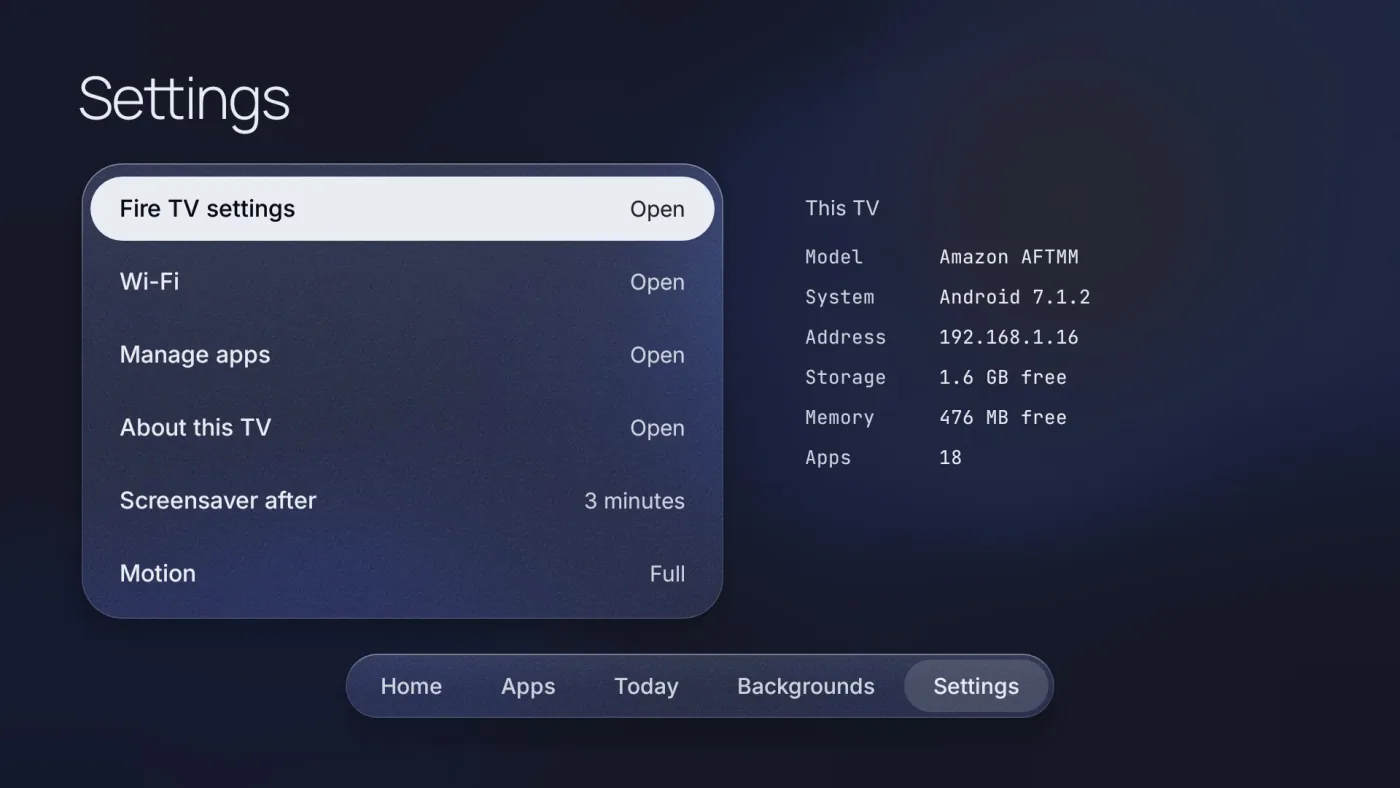 Settings
Fire TV settings Open
Wi-Fi Open
Manage apps Open
About this TV Open
Screensaver after 3 minutes
Motion Full
This TV
Model Amazon AFTMM
System Android 7.1.2
Address 192.168.1.16
Storage 1.6 GB free
Memory 476 MB free
Apps 18
Home Apps Today Backgrounds Settings